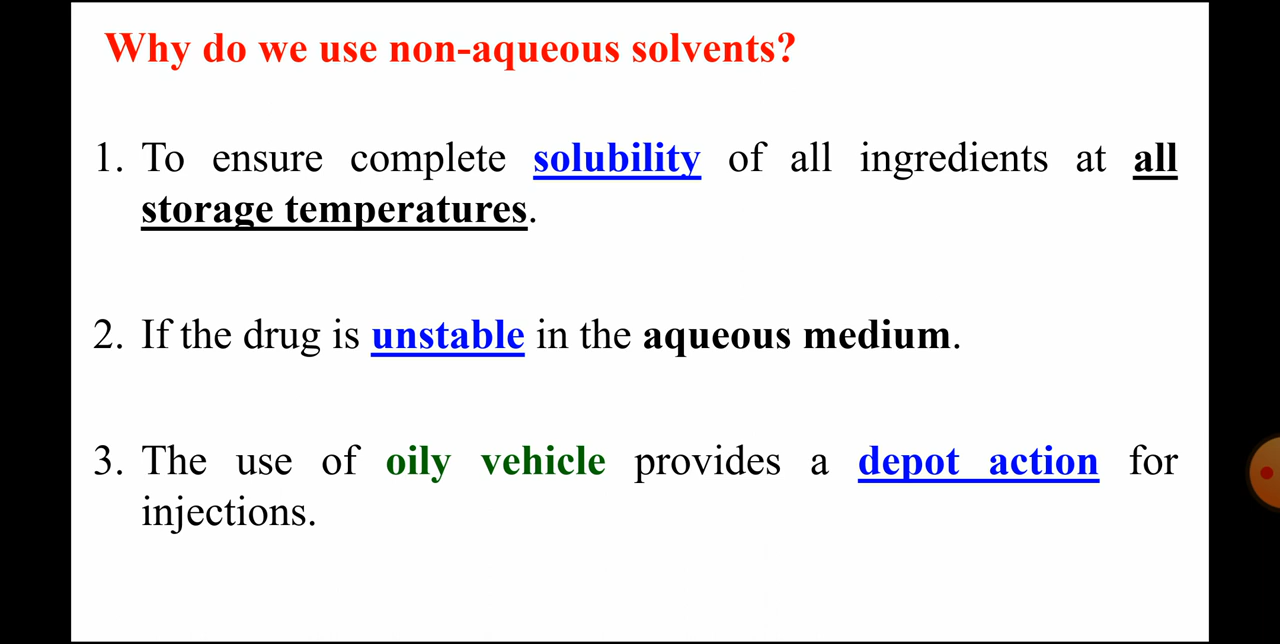 Why do we use non-aqueous solvents?
1. To ensure complete solubility of all ingredients at all
storage temperatures.
2. If the drug is unstable in the aqueous medium.
3. The use of oily vehicle provides a depot action for
injections.